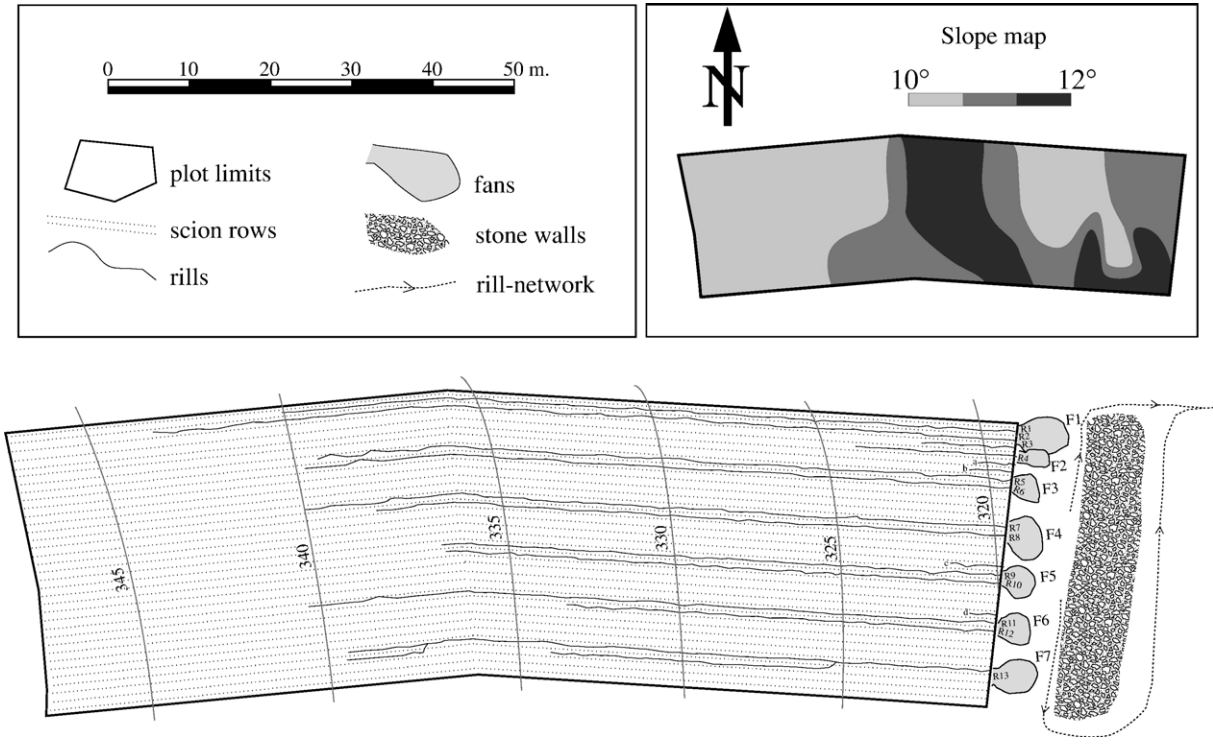 0 10 20 30 40 50 m.
plot limits
fans
scion rows
stone walls
rills
rill-network
N
Slope map
10° 12°
345
340
335
330
325
320
R1
R2
R3
R4
a
b
R5
R6
R7
R8
c
R9
R10
d
R11
R12
R13
F1
F2
F3
F4
F5
F6
F7